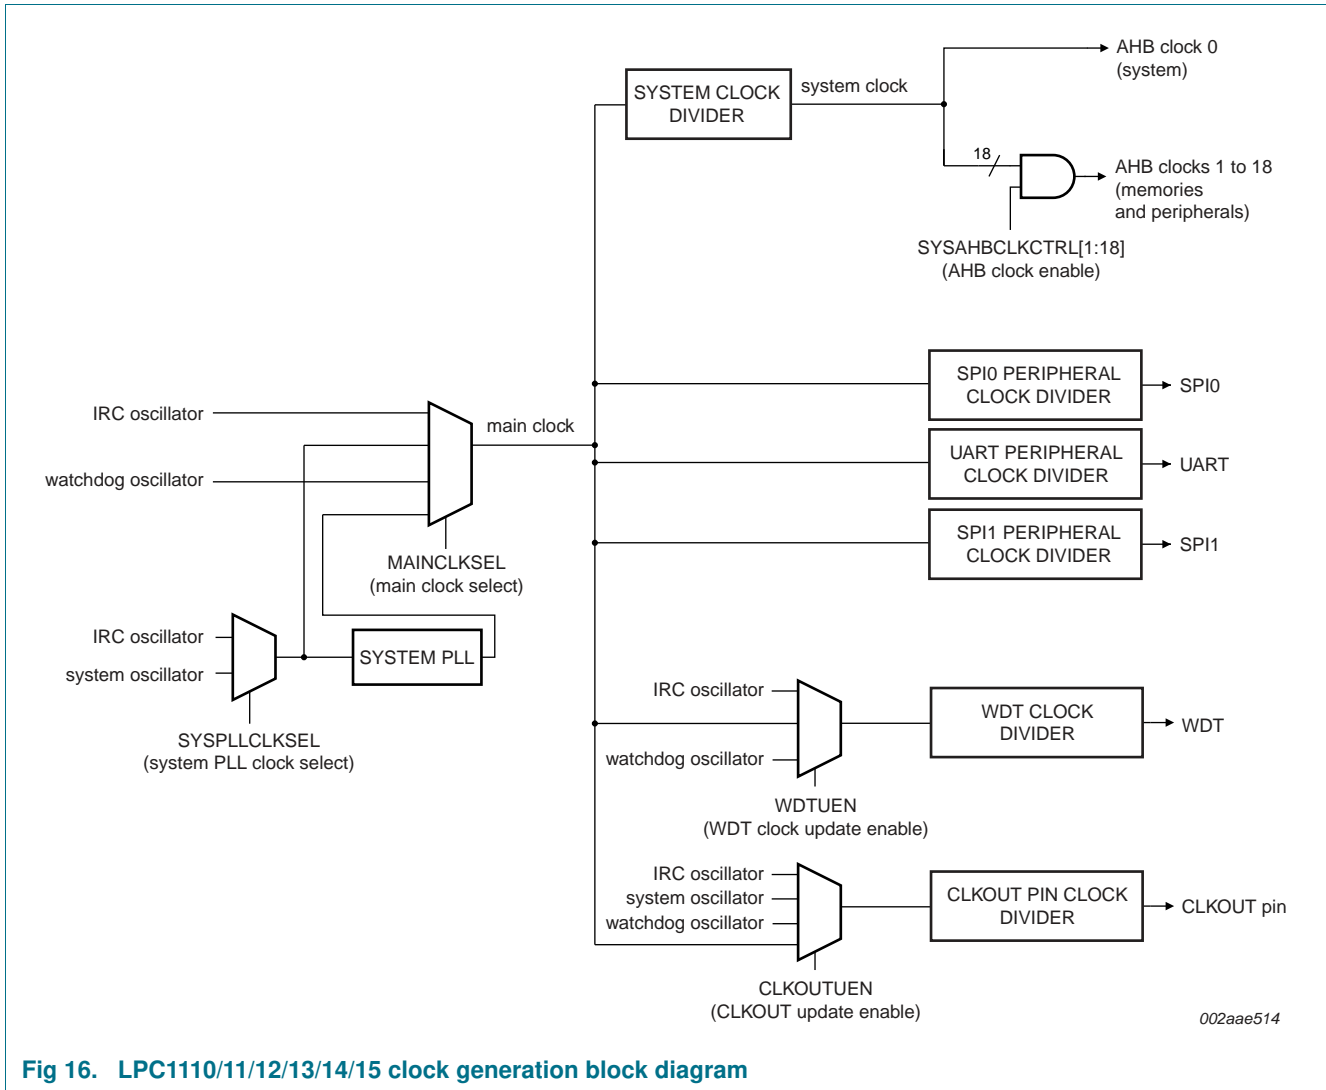 AHB clock 0
(system)
SYSTEM CLOCK
DIVIDER
system clock
18
AHB clocks 1 to 18
(memories
and peripherals)
SYSAHBCLKCTRL[1:18]
(AHB clock enable)
SPI0 PERIPHERAL
CLOCK DIVIDER
SPI0
IRC oscillator
main clock
UART PERIPHERAL
CLOCK DIVIDER
UART
watchdog oscillator
SPI1 PERIPHERAL
CLOCK DIVIDER
SPI1
MAINCLKSEL
(main clock select)
IRC oscillator
system oscillator
SYSTEM PLL
SYSPLLCLKSEL
(system PLL clock select)
IRC oscillator
watchdog oscillator
WDT CLOCK
DIVIDER
WDT
WDTUEN
(WDT clock update enable)
IRC oscillator
system oscillator
watchdog oscillator
CLKOUT PIN CLOCK
DIVIDER
CLKOUT pin
CLKOUTUEN
(CLKOUT update enable)
002aae514
Fig 16. LPC1110/11/12/13/14/15 clock generation block diagram